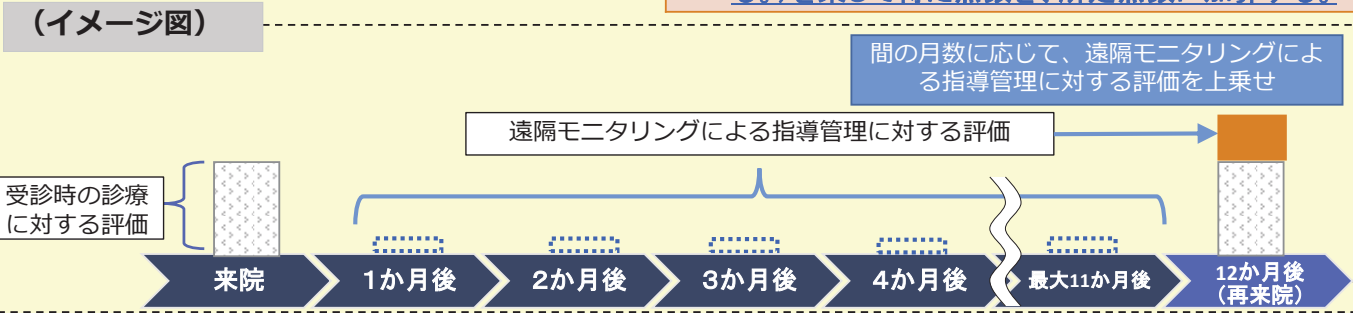 (イメージ図)
間の月数に応じて、遠隔モニタリングによ
る指導管理に対する評価を上乗せ
遠隔モニタリングによる指導管理に対する評価
受診時の診療
に対する評価
来院
1か月後
2か月後
3か月後
4か月後
最大11か月後
12か月後
(再来院)